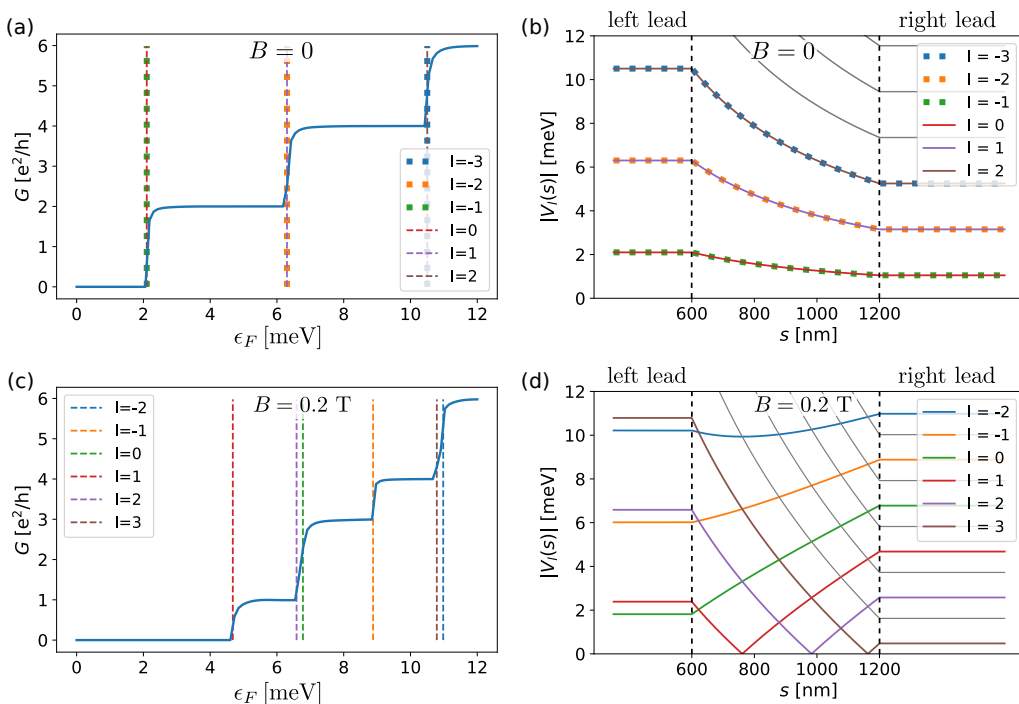 (a)
B = 0
G [e²/h]
6
5
4
3
2
1
0
l=-3
l=-2
l=-1
l=0
l=1
l=2
0 2 4 6 8 10 12
ϵ_F [meV]
(b)
left lead
right lead
B = 0
|V_l(s)| [meV]
12
10
8
6
4
2
0
l = -3
l = -2
l = -1
l = 0
l = 1
l = 2
600 800 1000 1200
s [nm]
(c)
B = 0.2 T
G [e²/h]
6
5
4
3
2
1
0
l=-2
l=-1
l=0
l=1
l=2
l=3
0 2 4 6 8 10 12
ϵ_F [meV]
(d)
left lead
right lead
B = 0.2 T
|V_l(s)| [meV]
12
10
8
6
4
2
0
l = -2
l = -1
l = 0
l = 1
l = 2
l = 3
600 800 1000 1200
s [nm]